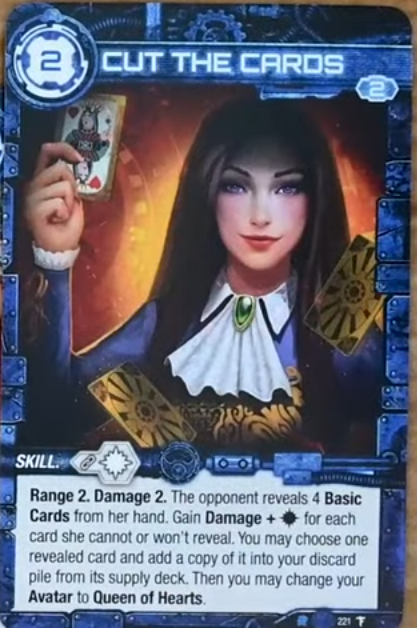 2 CUT THE CARDS
2
SKILL.
Range 2. Damage 2. The opponent reveals 4 Basic
Cards from her hand. Gain Damage + for each
card she cannot or won't reveal. You may choose one
revealed card and add a copy of it into your discard
pile from its supply deck. Then you may change your
Avatar to Queen of Hearts.
221